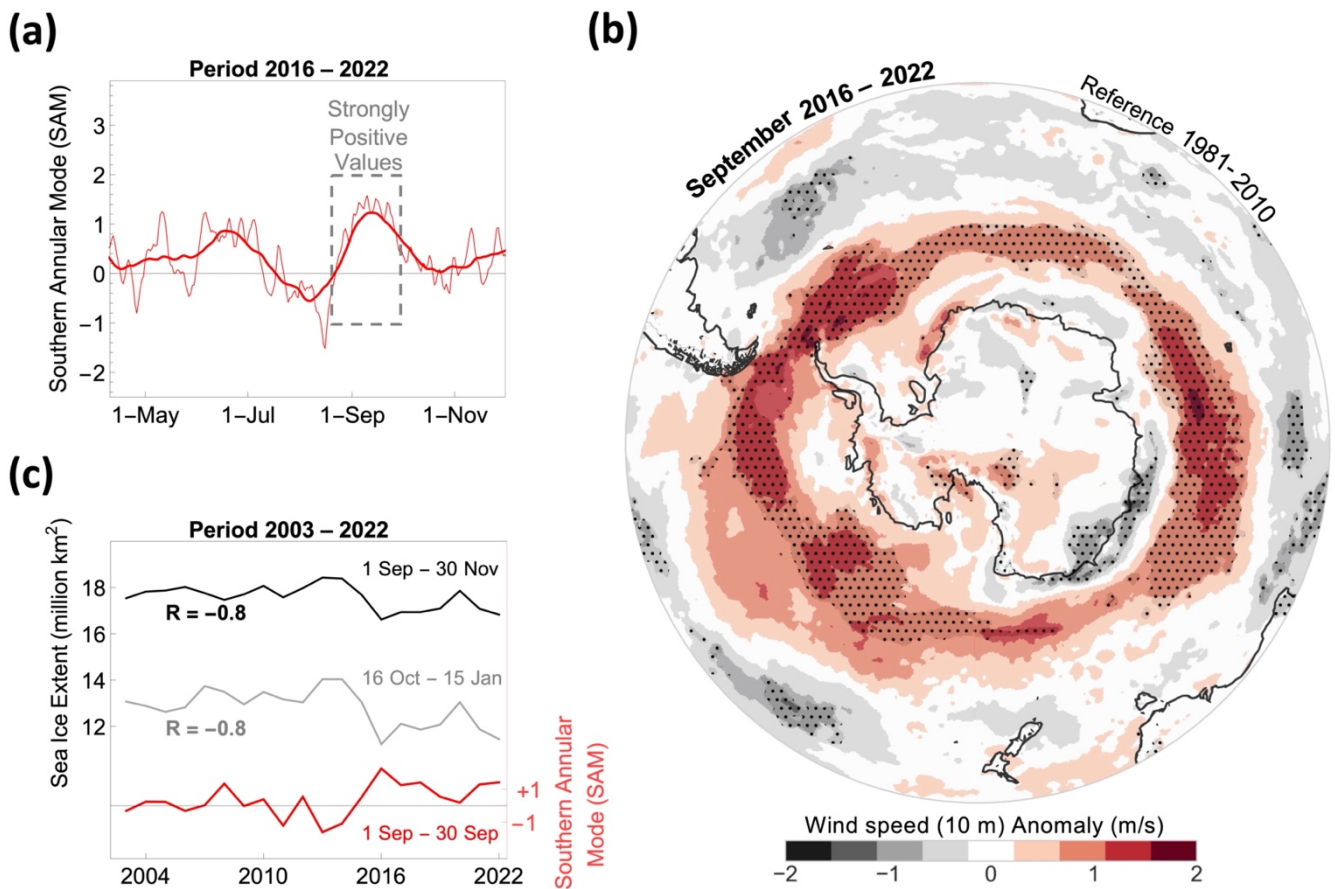 (a)
Period 2016 – 2022
Southern Annular Mode (SAM)
Strongly
Positive
Values
3
2
1
0
−1
−2
1−May
1−Jul
1−Sep
1−Nov
(b)
September 2016 – 2022
Reference 1981-2010
Wind speed (10 m) Anomaly (m/s)
−2
−1
0
1
2
(c)
Period 2003 – 2022
Sea Ice Extent (million km²)
18
16
14
12
1 Sep – 30 Nov
R = −0.8
16 Oct – 15 Jan
R = −0.8
+1
−1
1 Sep – 30 Sep
Southern Annular
Mode (SAM)
2004
2010
2016
2022